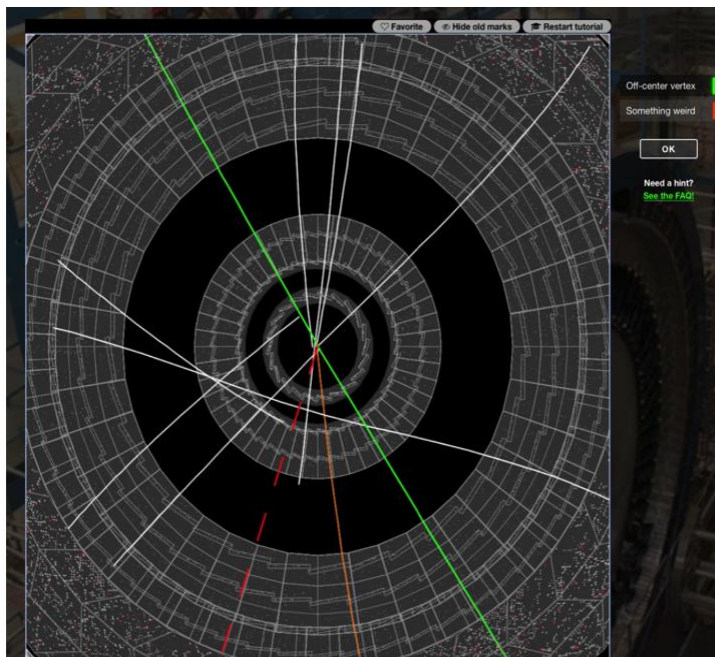 Favorite
Hide old marks
Restart tutorial
Off-center vertex
Something weird
OK
Need a hint?
See the FAQ!